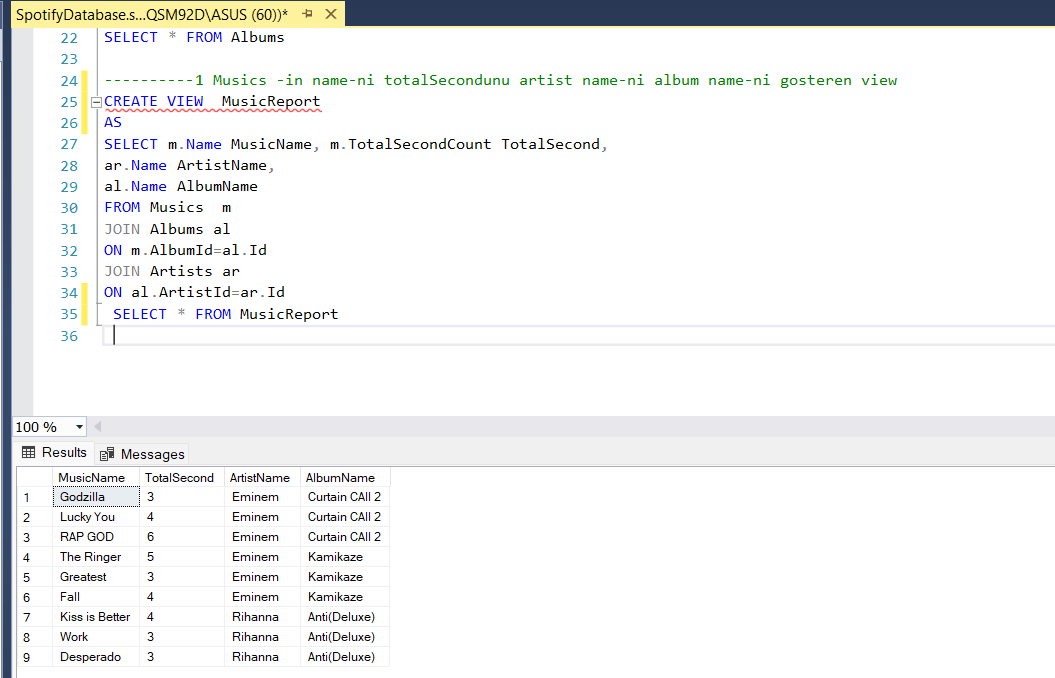 SpotifyDatabase.s...QSM92D\ASUS (60))*
22 SELECT * FROM Albums
23
24 ----------1 Musics -in name-ni totalSecondunu artist name-ni album name-ni gosteren view
25 CREATE VIEW  MusicReport
26 AS
27 SELECT m.Name MusicName, m.TotalSecondCount TotalSecond,
28 ar.Name ArtistName,
29 al.Name AlbumName
30 FROM Musics  m
31 JOIN Albums al
32 ON m.AlbumId=al.Id
33 JOIN Artists ar
34 ON al.ArtistId=ar.Id
35  SELECT * FROM MusicReport
36
100 %
Results Messages
MusicName TotalSecond ArtistName AlbumName
1 Godzilla 3 Eminem Curtain CAll 2
2 Lucky You 4 Eminem Curtain CAll 2
3 RAP GOD 6 Eminem Curtain CAll 2
4 The Ringer 5 Eminem Kamikaze
5 Greatest 3 Eminem Kamikaze
6 Fall 4 Eminem Kamikaze
7 Kiss is Better 4 Rihanna Anti(Deluxe)
8 Work 3 Rihanna Anti(Deluxe)
9 Desperado 3 Rihanna Anti(Deluxe)